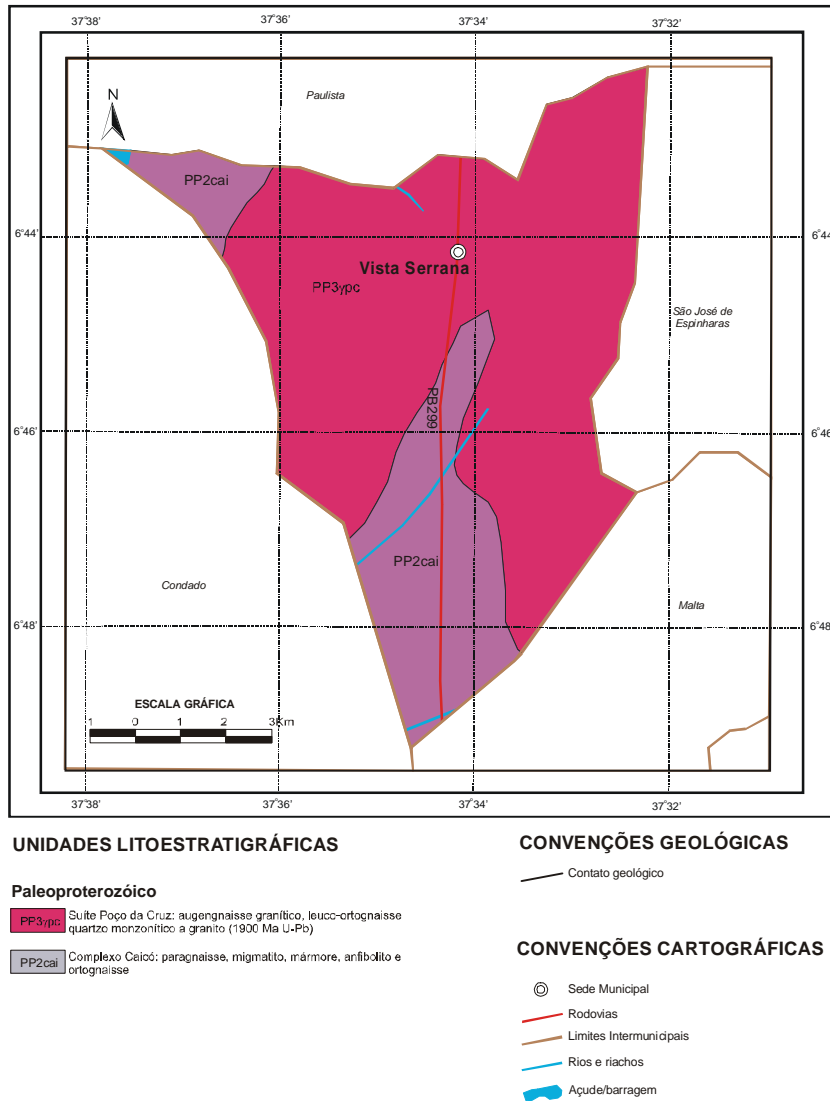 37°38'
37°36'
37°34'
37°32'
Paulista
N
PP2cai
6°44'
6°44'
Vista Serrana
PP3γpc
São José de
Espinharas
PB299
6°46'
6°46'
PP2cai
Condado
Malta
6°48'
6°48'
ESCALA GRÁFICA
1 0 1 2 3Km
37°38'
37°36'
37°34'
37°32'
UNIDADES LITOESTRATIGRÁFICAS
Paleoproterozóico
PP3γpc Suíte Poço da Cruz: augengnaisse granítico, leuco-ortognaisse
quartzo monzonítico a granito (1900 Ma U-Pb)
PP2cai Complexo Caicó: paragnaisse, migmatito, mármore, anfibolito e
ortognaisse
CONVENÇÕES GEOLÓGICAS
Contato geológico
CONVENÇÕES CARTOGRÁFICAS
Sede Municipal
Rodovias
Limites Intermunicipais
Rios e riachos
Açude/barragem